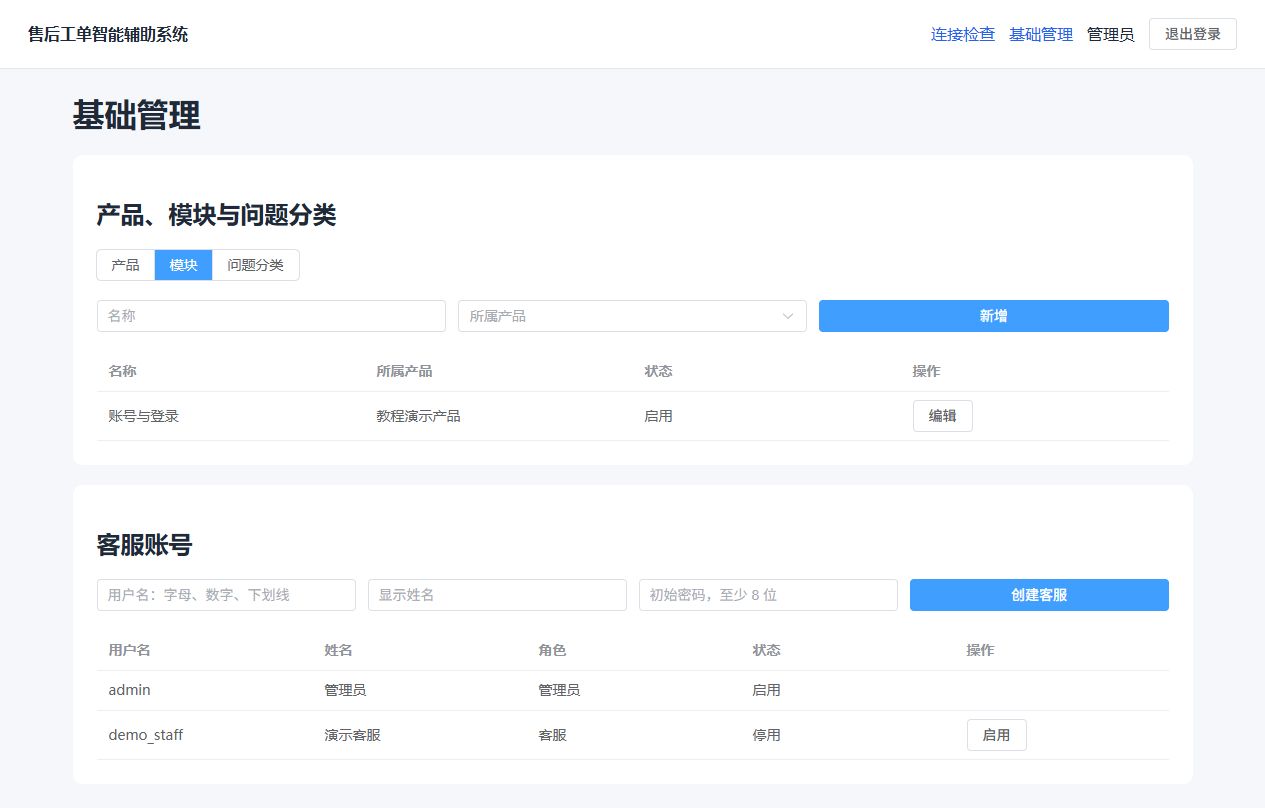 售后工单智能辅助系统 连接检查 基础管理 管理员 退出登录
基础管理
产品、模块与问题分类
产品 模块 问题分类
名称 所属产品 新增
名称 所属产品 状态 操作
账号与登录 教程演示产品 启用 编辑
客服账号
用户名：字母、数字、下划线 显示姓名 初始密码，至少 8 位 创建客服
用户名 姓名 角色 状态 操作
admin 管理员 管理员 启用
demo_staff 演示客服 客服 停用 启用